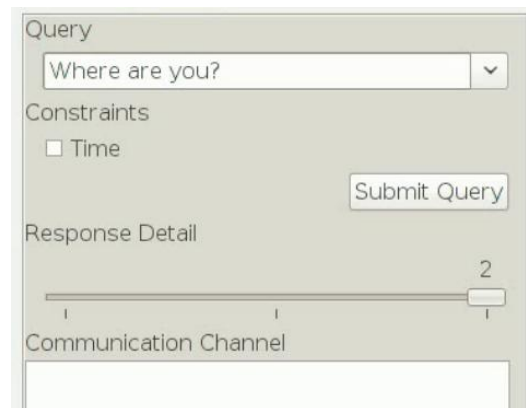 Query
Where are you?
Constraints
Time
Submit Query
Response Detail
2
Communication Channel